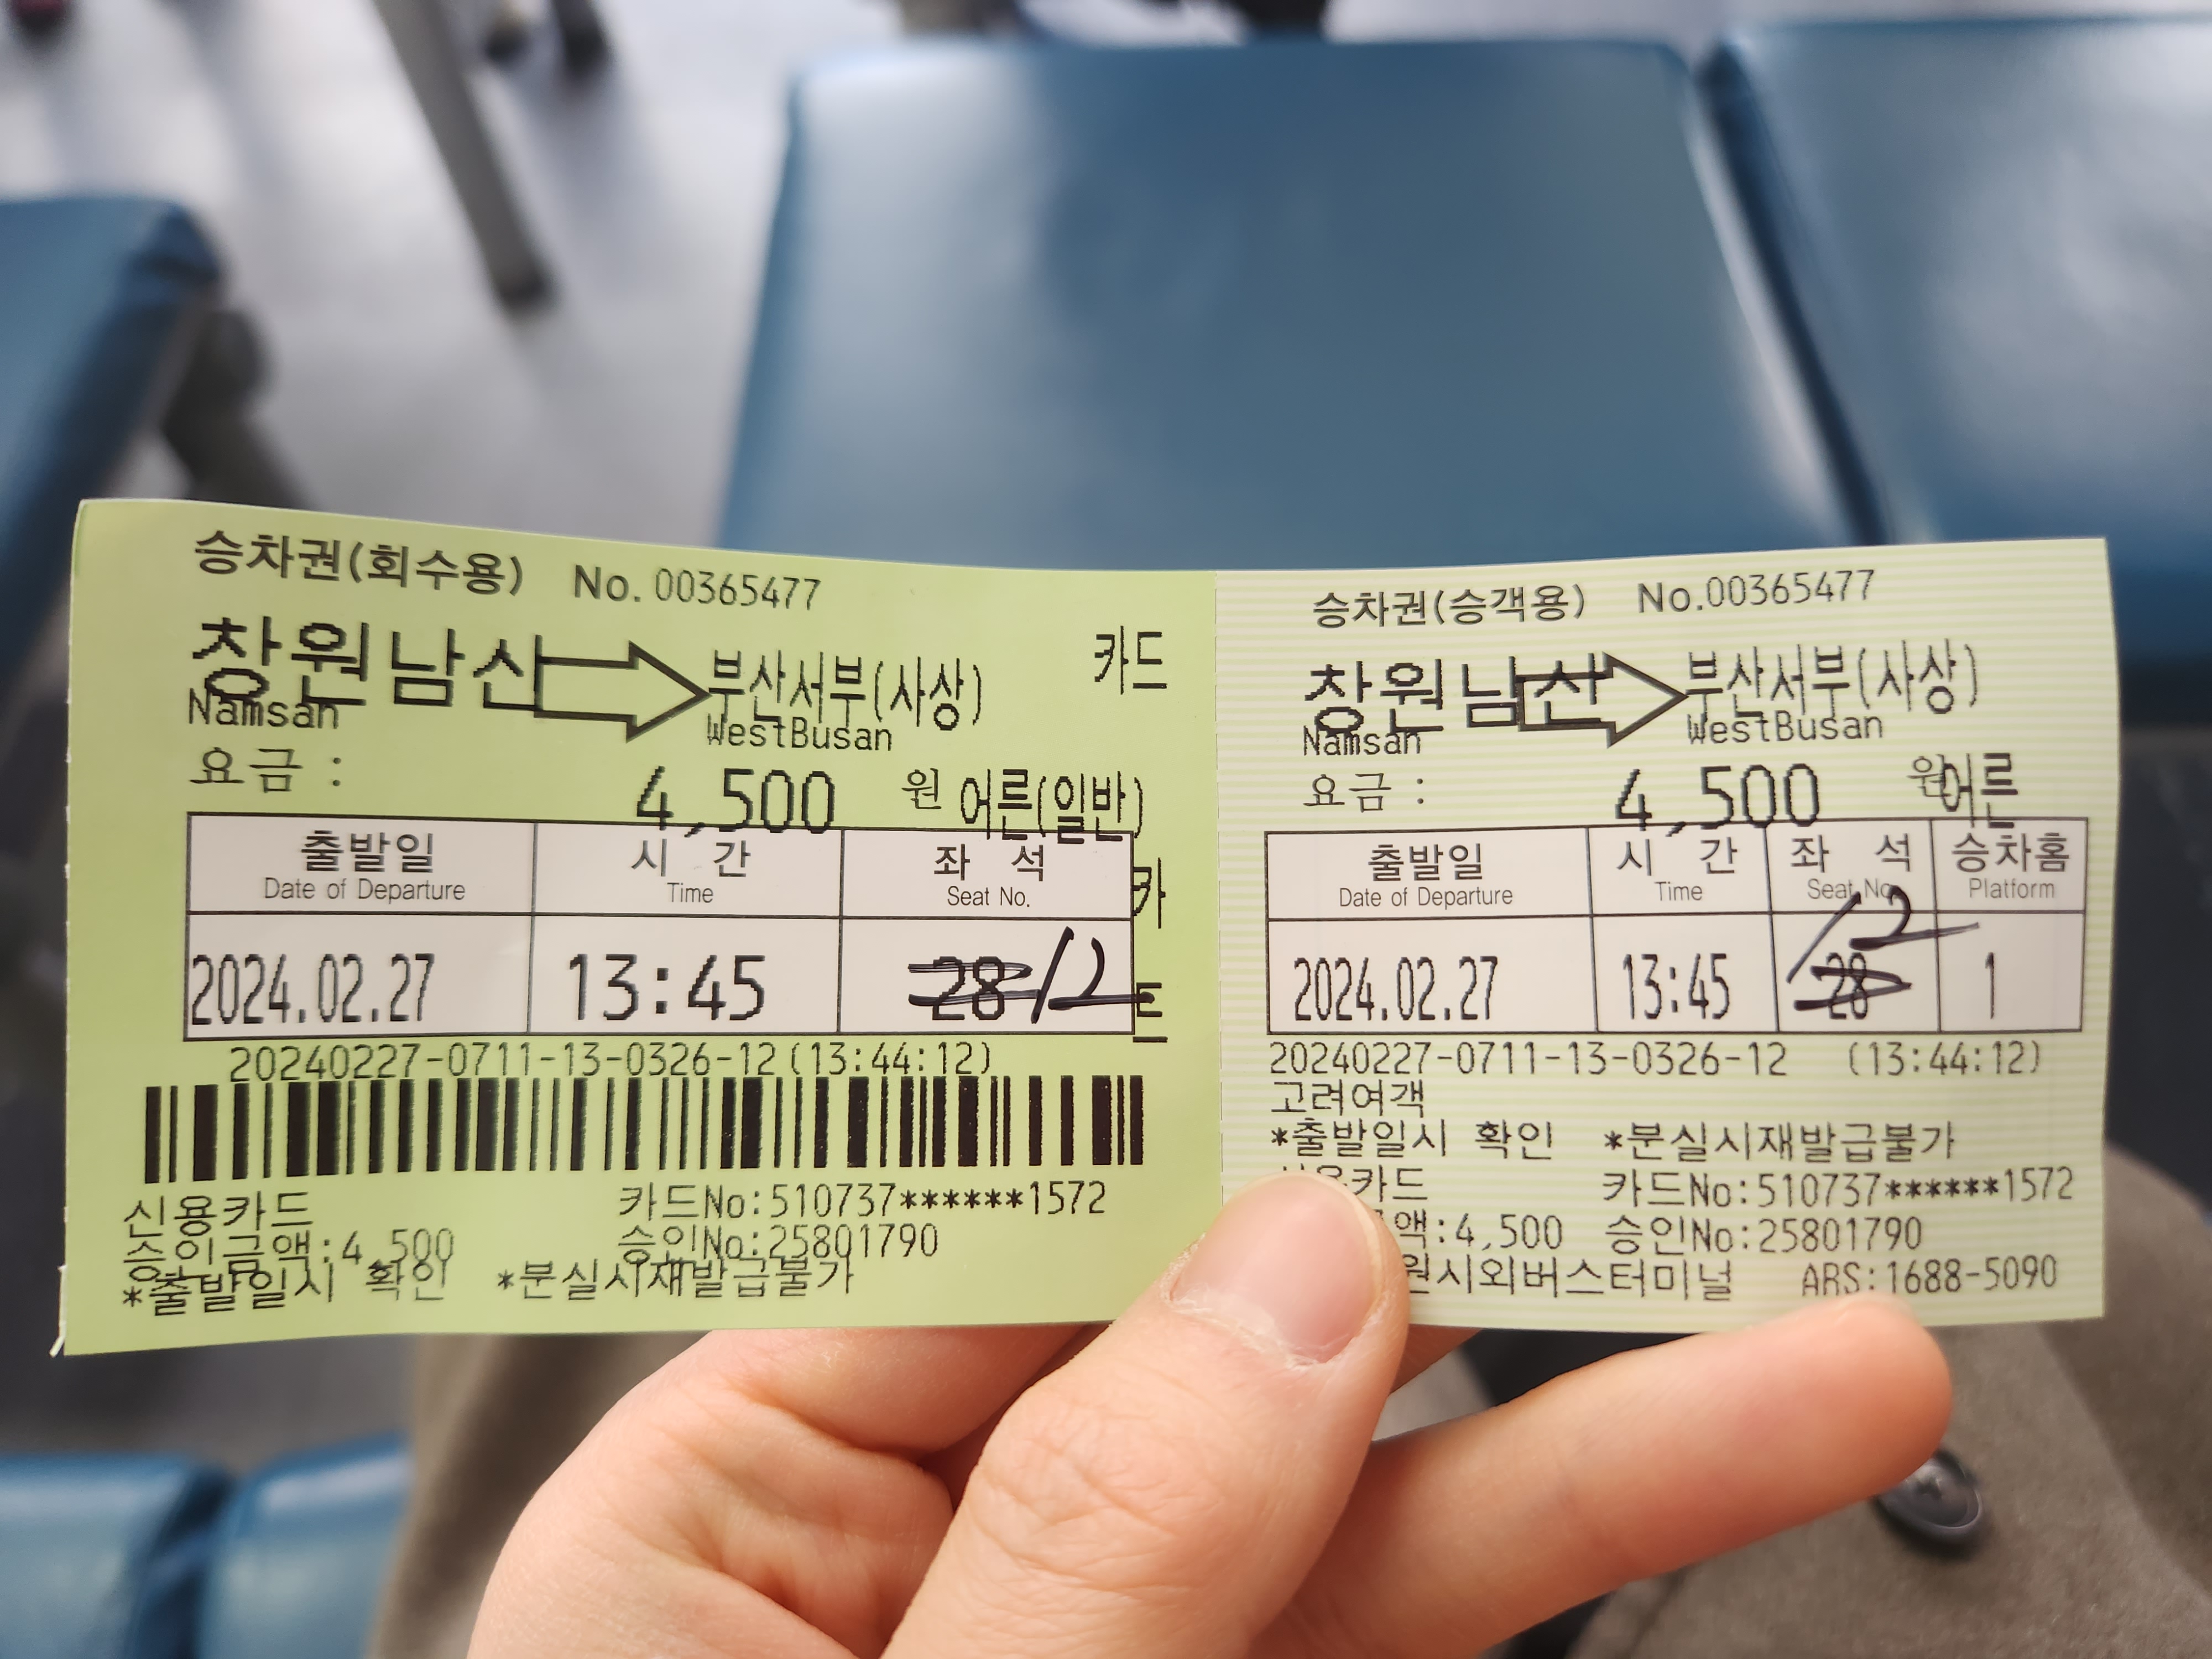 승차권(회수용) No. 00365477
창원남산 부산서부(사상) 카드
Namsan WestBusan
요금 : 4,500 원 어른(일반)
출발일 시 간 좌 석
Date of Departure Time Seat No.
카
2024.02.27 13:45 28 12
드
20240227-0711-13-0326-12(13:44:12)
신용카드 카드No:510737******1572
승인금액:4,500 승인No:25801790
*출발일시 확인 *분실시재발급불가
승차권(승객용) No.00365477
창원남산 부산서부(사상)
Namsan WestBusan
요금 : 4,500 원 어른
출발일 시 간 좌 석 승차홈
Date of Departure Time Seat No. Platform
2024.02.27 13:45 28 12 1
20240227-0711-13-0326-12 (13:44:12)
고려여객
*출발일시 확인 *분실시재발급불가
용카드 카드No:510737******1572
액:4,500 승인No:25801790
원시외버스터미널 ARS:1688-5090